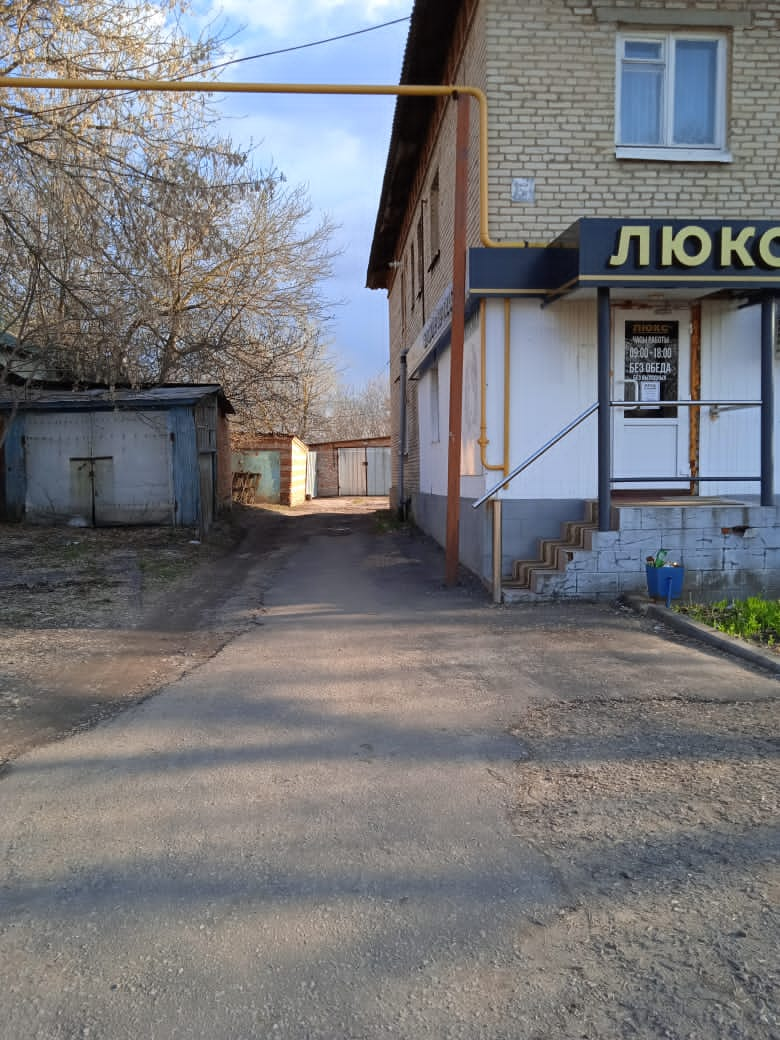 ЛЮКС
ЛЮКС
ЧАСЫ РАБОТЫ
09:00-18:00
БЕЗ ОБЕДА
БЕЗ ВЫХОДНЫХ